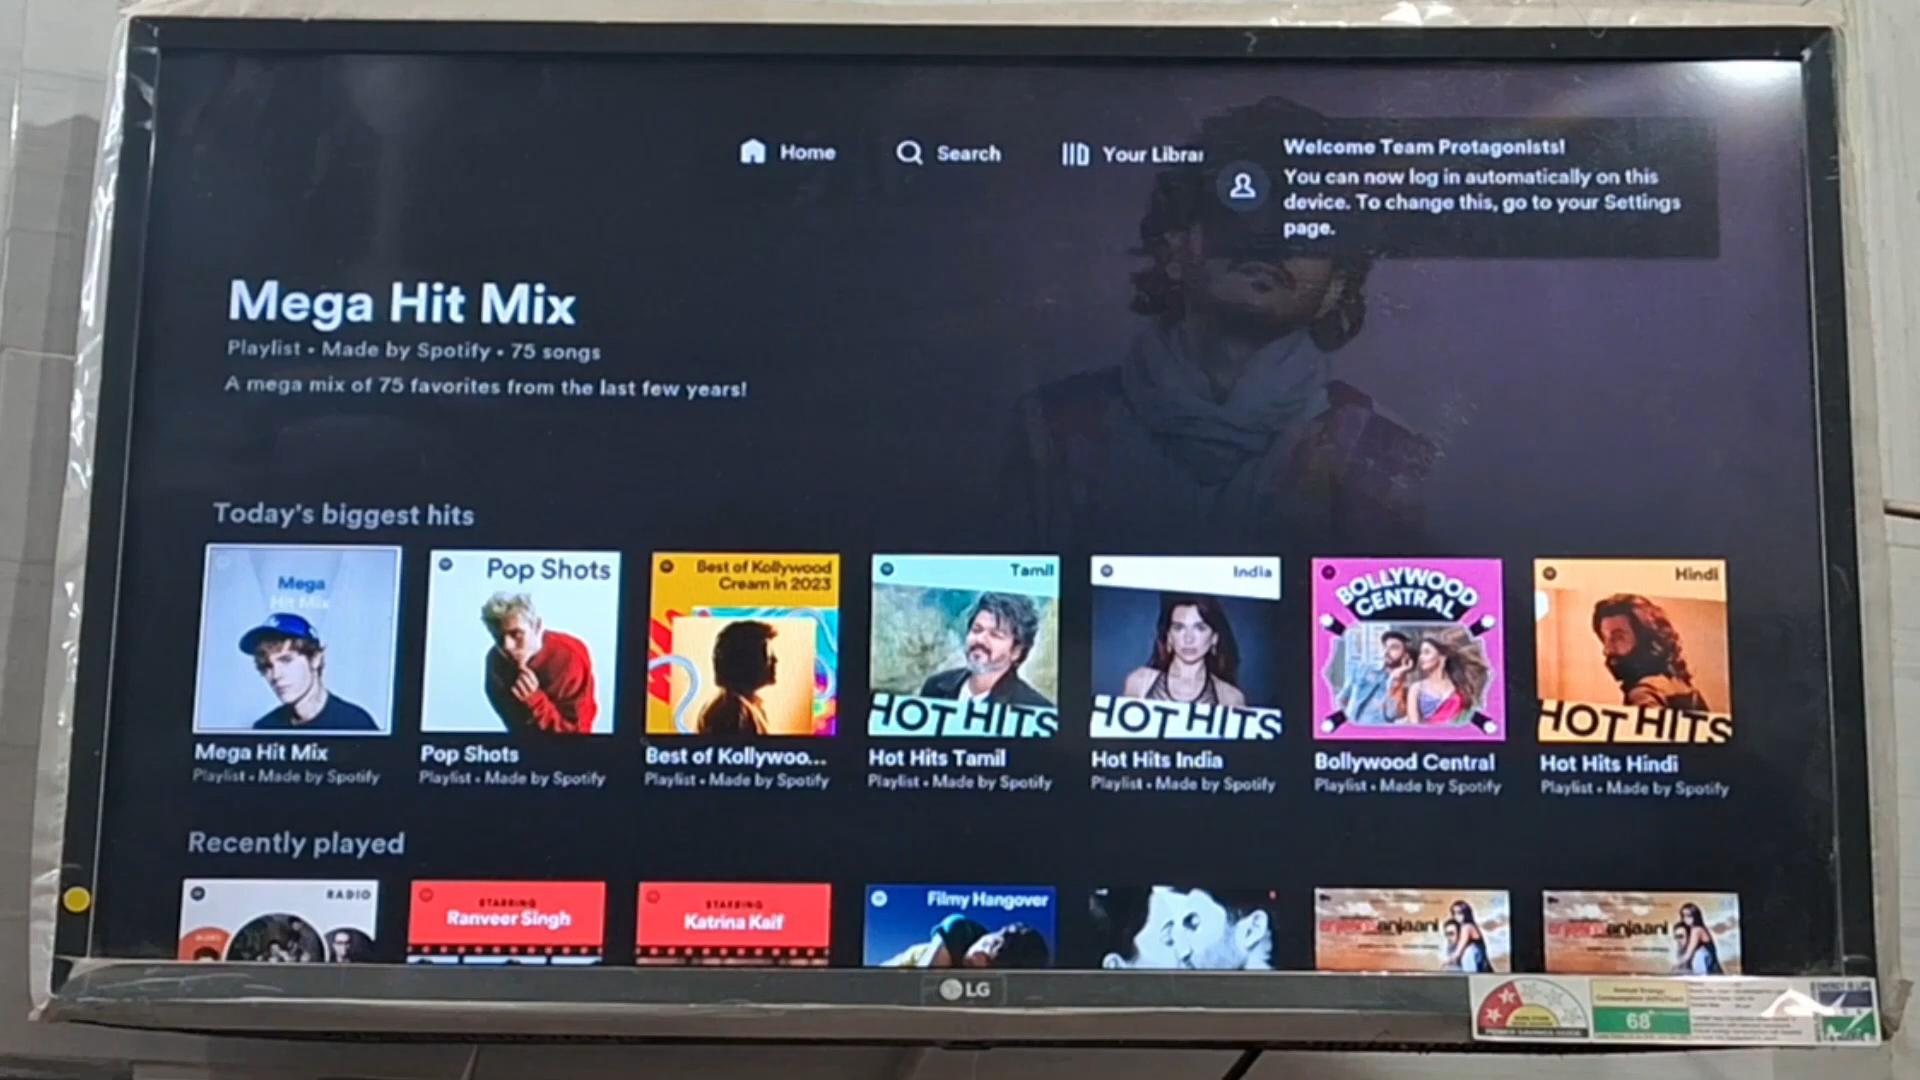 Home
Search
Your Librar
Welcome Team Protagonists!
You can now log in automatically on this
device. To change this, go to your Settings
page.
Mega Hit Mix
Playlist • Made by Spotify • 75 songs
A mega mix of 75 favorites from the last few years!
Today's biggest hits
Mega
Hit Mix
Pop Shots
Best of Kollywood
Cream in 2023
Tamil
HOT HITS
India
HOT HITS
BOLLYWOOD
CENTRAL
Hindi
HOT HITS
Mega Hit Mix
Playlist • Made by Spotify
Pop Shots
Playlist • Made by Spotify
Best of Kollywoo...
Playlist • Made by Spotify
Hot Hits Tamil
Playlist • Made by Spotify
Hot Hits India
Playlist • Made by Spotify
Bollywood Central
Playlist • Made by Spotify
Hot Hits Hindi
Playlist • Made by Spotify
Recently played
RADIO
STARRING
Ranveer Singh
STARRING
Katrina Kaif
Filmy Hangover
anjaani
anjaani
LG
68